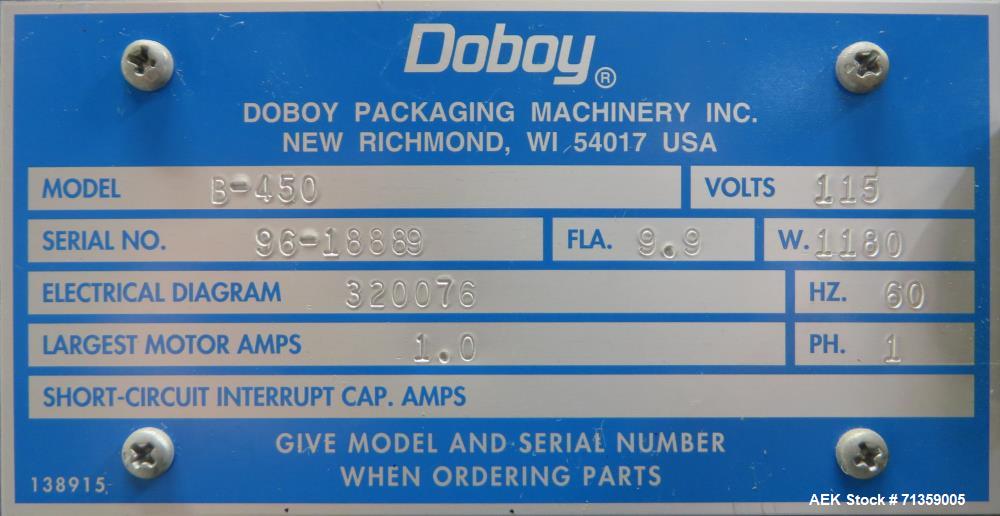 Doboy®
DOBOY PACKAGING MACHINERY INC.
NEW RICHMOND, WI 54017 USA
MODEL B-450 VOLTS 115
SERIAL NO. 96-18889 FLA. 9.9 W. 1180
ELECTRICAL DIAGRAM 320076 HZ. 60
LARGEST MOTOR AMPS 1.0 PH. 1
SHORT-CIRCUIT INTERRUPT CAP. AMPS
GIVE MODEL AND SERIAL NUMBER
WHEN ORDERING PARTS
138915
AEK Stock # 71359005